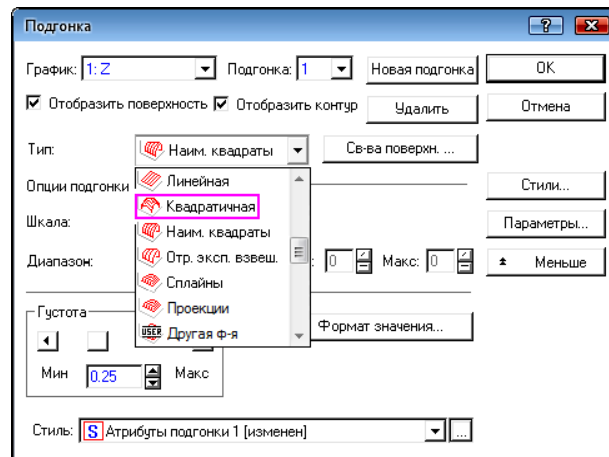 Подгонка
График: 1: Z Подгонка: 1 Новая подгонка OK
Отобразить поверхность Отобразить контур Удалить Отмена
Тип: Наим. квадраты Св-ва поверхн. ...
Линейная
Опции подгонки Стили...
Квадратичная
Шкала: Наим. квадраты Параметры...
Диапазон: Отр. эксп. взвеш. : 0 Макс: 0 Меньше
Сплайны
Проекции
Густота Формат значения...
USER Другая ф-я
Мин 0.25 Макс
Стиль: S Атрибуты подгонки 1 [изменен] ...